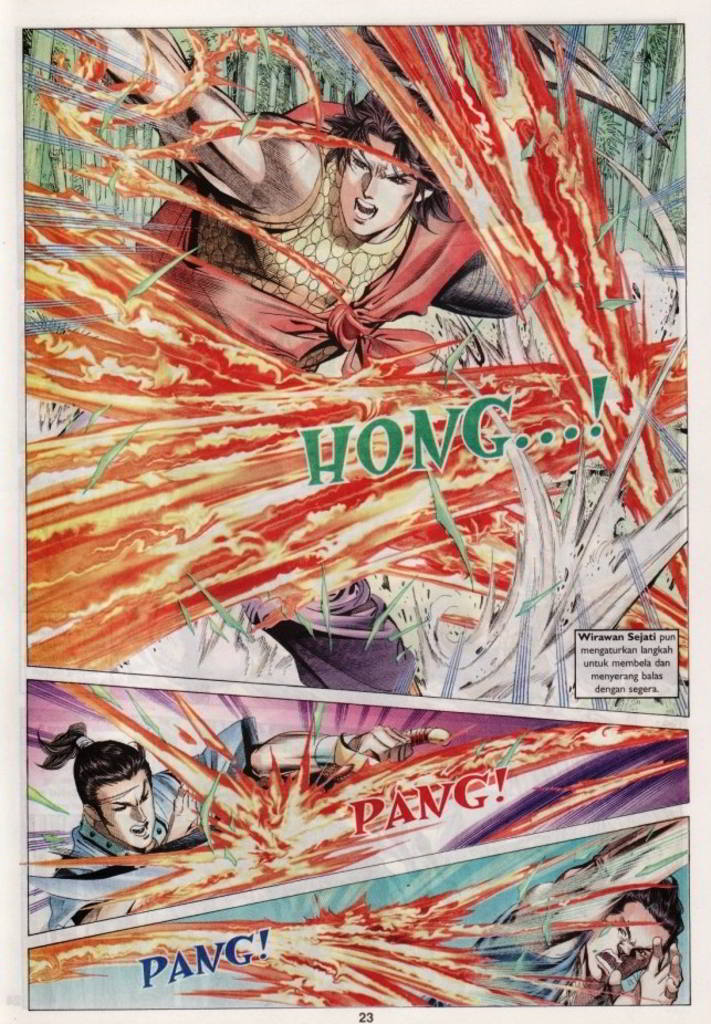 HONG....!
Wirawan Sejati pun
mengaturkan langkah
untuk membela dan
menyerang balas
dengan segera.
PANG!
PANG!
23